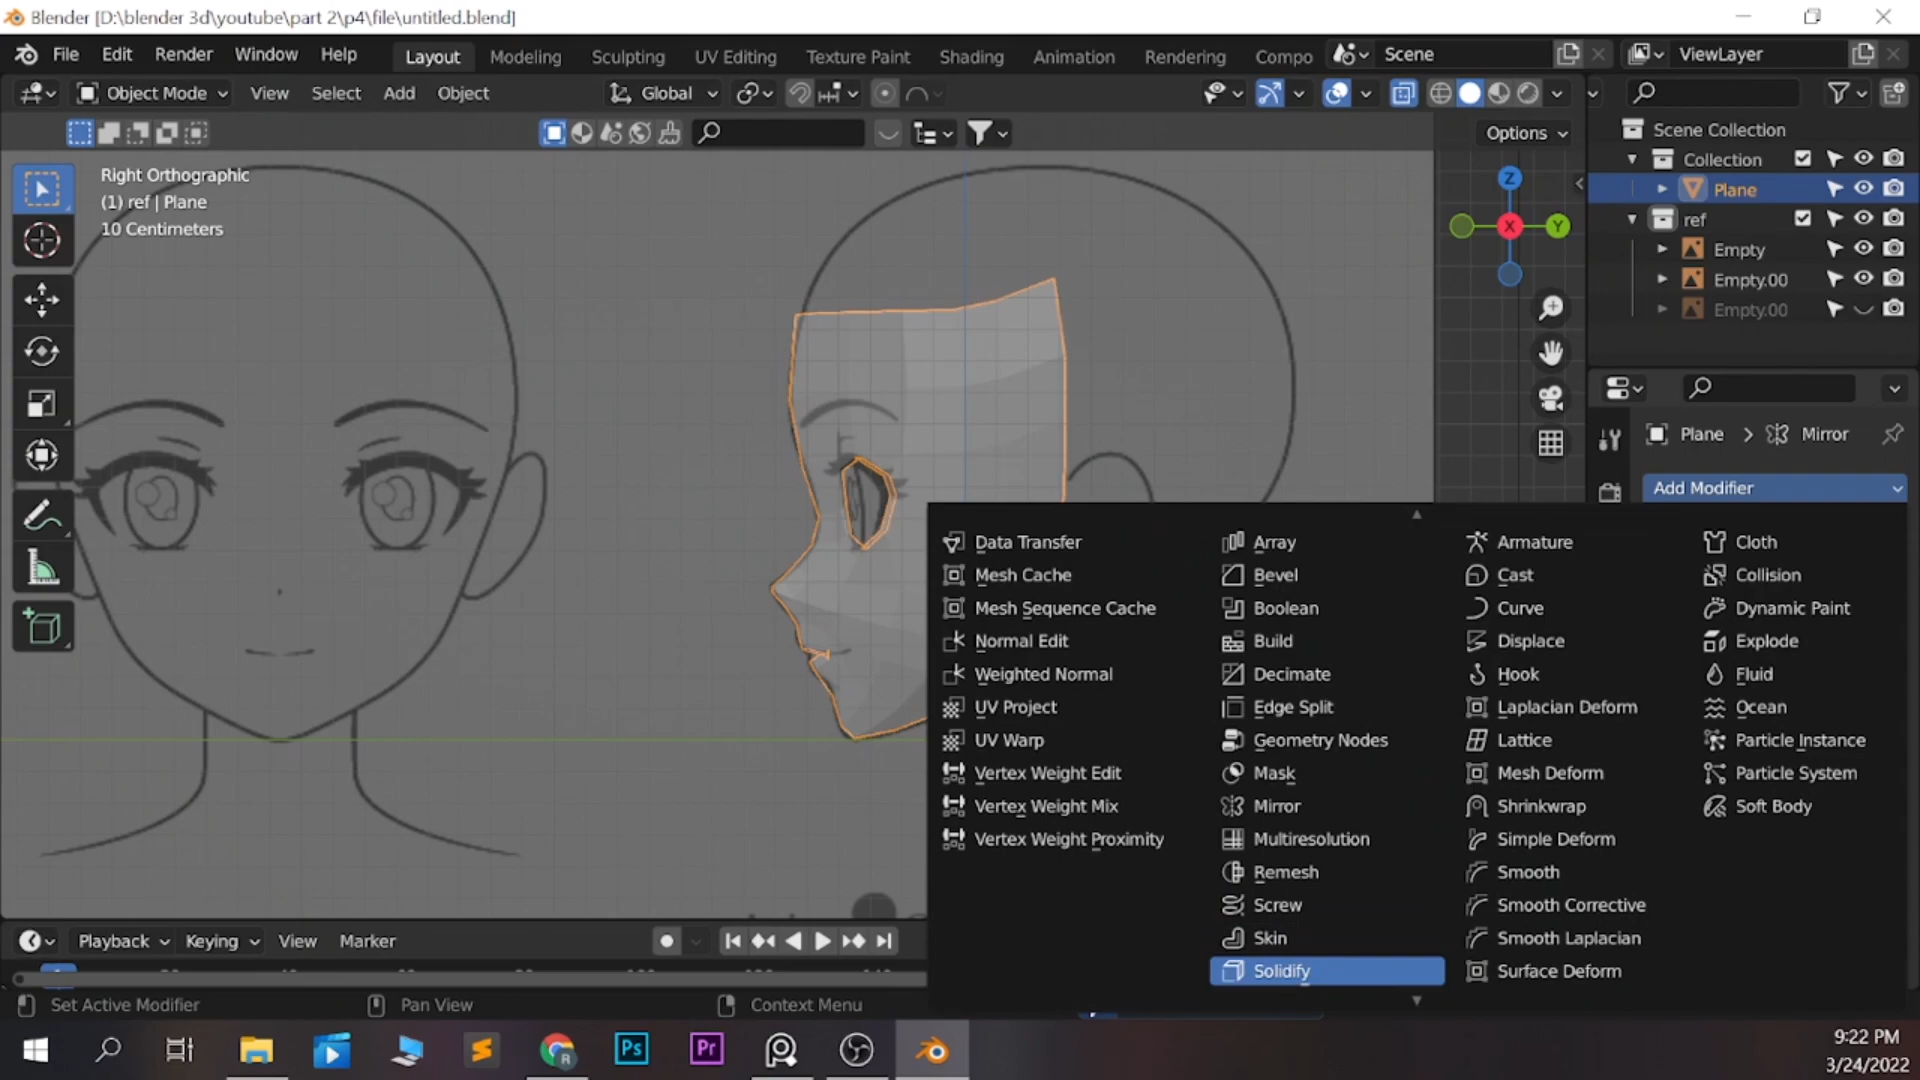 Blender [D:\blender 3d\youtube\part 2\p4\file\untitled.blend]
File Edit Render Window Help Layout Modeling Sculpting UV Editing Texture Paint Shading Animation Rendering Compo Scene ViewLayer
Object Mode View Select Add Object Global
Options
Right Orthographic
(1) ref | Plane
10 Centimeters
Z
X
Y
Scene Collection
Collection
Plane
ref
Empty
Empty.00
Empty.00
Plane > Mirror
Add Modifier
Data Transfer Array Armature Cloth
Mesh Cache Bevel Cast Collision
Mesh Sequence Cache Boolean Curve Dynamic Paint
Normal Edit Build Displace Explode
Weighted Normal Decimate Hook Fluid
UV Project Edge Split Laplacian Deform Ocean
UV Warp Geometry Nodes Lattice Particle Instance
Vertex Weight Edit Mask Mesh Deform Particle System
Vertex Weight Mix Mirror Shrinkwrap Soft Body
Vertex Weight Proximity Multiresolution Simple Deform
Remesh Smooth
Screw Smooth Corrective
Skin Smooth Laplacian
Solidify Surface Deform
Playback Keying View Marker
Set Active Modifier Pan View Context Menu
R
Ps
Pr
9:22 PM
3/24/2022